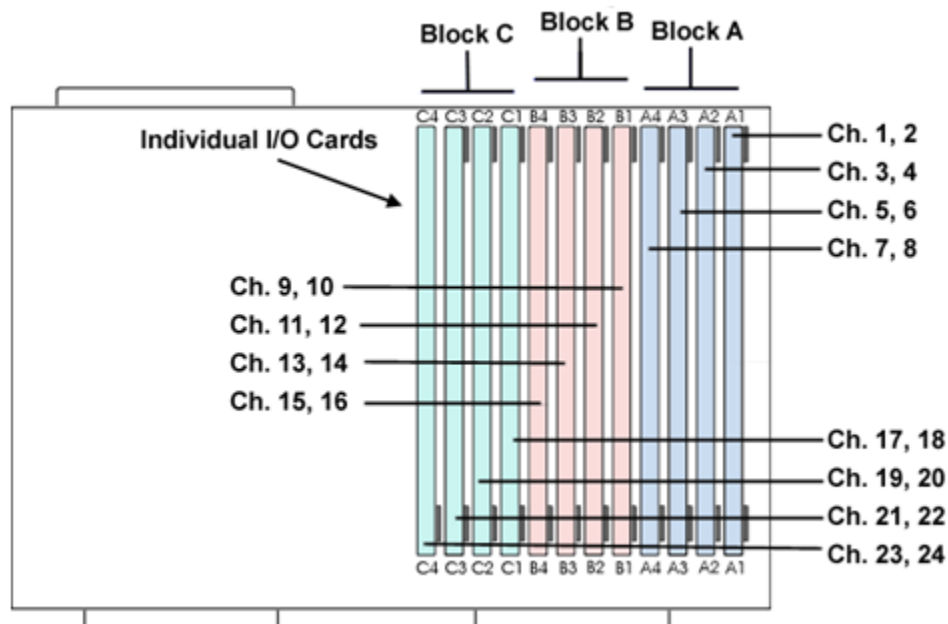 Block C
Block B
Block A
C4 C3 C2 C1 B4 B3 B2 B1 A4 A3 A2 A1
Individual I/O Cards
Ch. 1, 2
Ch. 3, 4
Ch. 5, 6
Ch. 7, 8
Ch. 9, 10
Ch. 11, 12
Ch. 13, 14
Ch. 15, 16
Ch. 17, 18
Ch. 19, 20
Ch. 21, 22
Ch. 23, 24
C4 C3 C2 C1 B4 B3 B2 B1 A4 A3 A2 A1